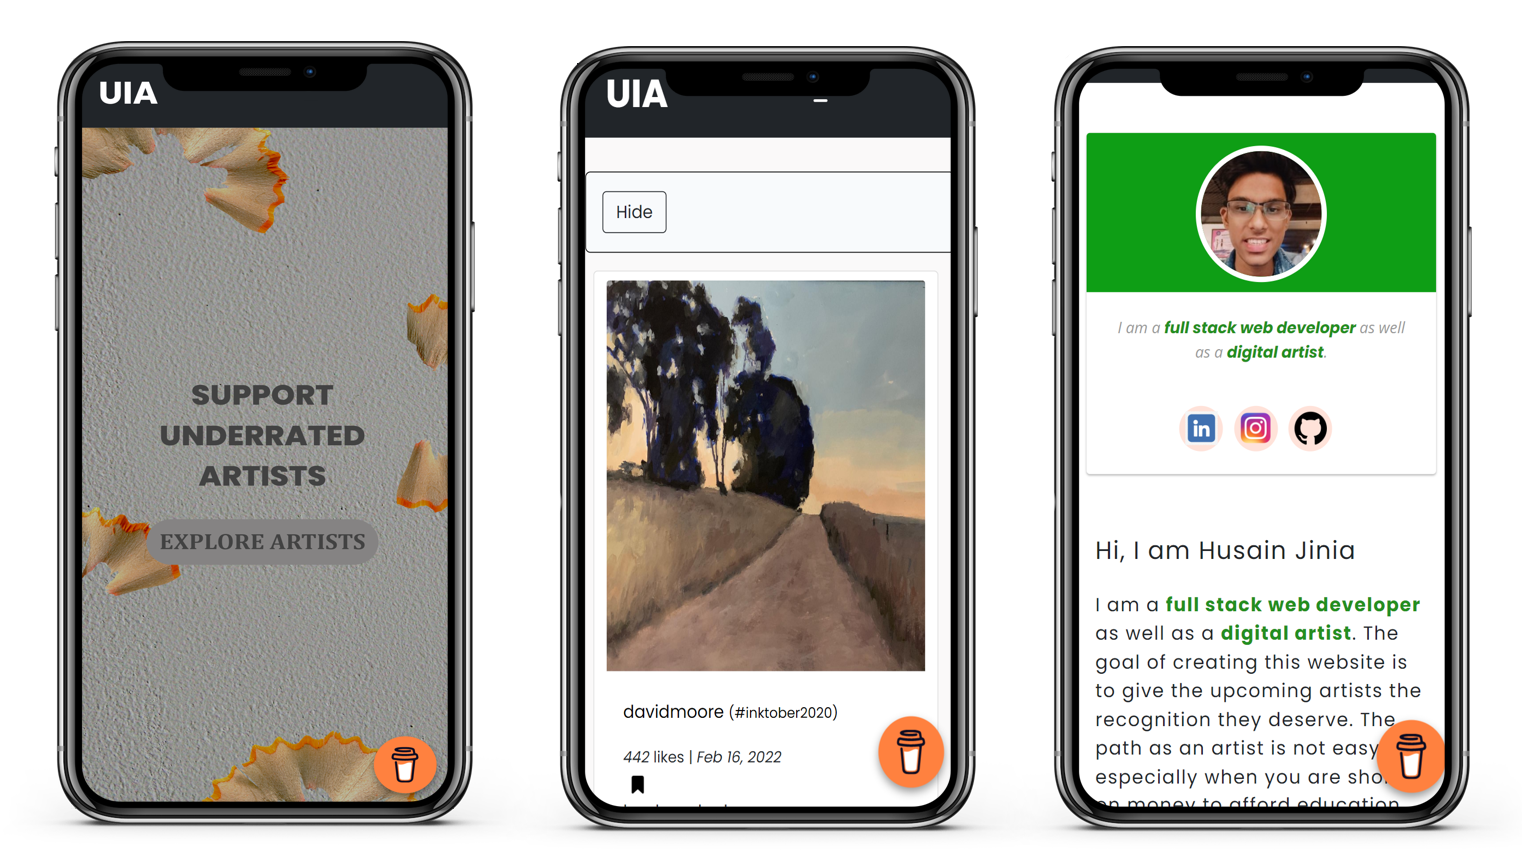 UIA
SUPPORT
UNDERRATED
ARTISTS
EXPLORE ARTISTS
UIA
Hide
davidmoore (#inktober2020)
442 likes | Feb 16, 2022
I am a full stack web developer as well
as a digital artist.
in
Hi, I am Husain Jinia
I am a full stack web developer
as well as a digital artist. The
goal of creating this website is
to give the upcoming artists the
recognition they deserve. The
path as an artist is not easy
especially when you are sho
on money to afford education